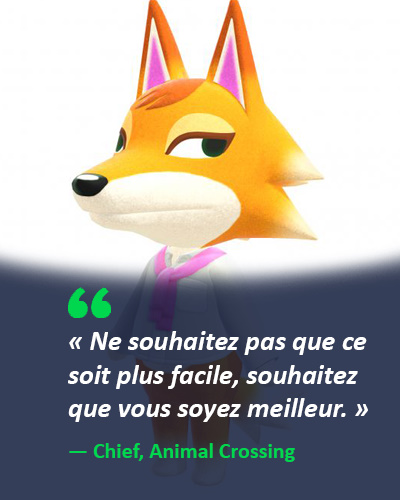 « Ne souhaitez pas que ce
soit plus facile, souhaitez
que vous soyez meilleur. »
— Chief, Animal Crossing